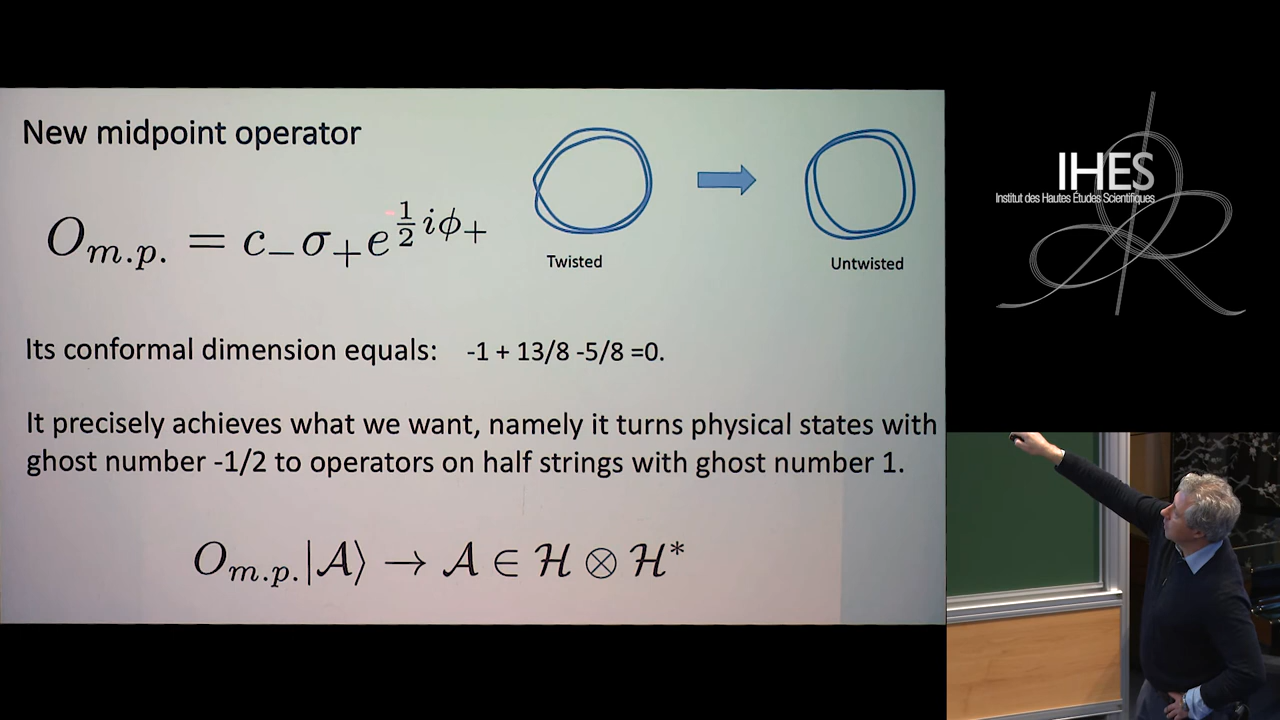 New midpoint operator
O_{m.p.} = c_−σ_+e^{\frac{1}{2}iϕ_+}
Twisted
Untwisted
Its conformal dimension equals: -1 + 13/8 -5/8 =0.
It precisely achieves what we want, namely it turns physical states with
ghost number -1/2 to operators on half strings with ghost number 1.
O_{m.p.}|𝒜⟩ → 𝒜 ∈ ℋ ⊗ ℋ*
IHES
Institut des Hautes Études Scientifiques